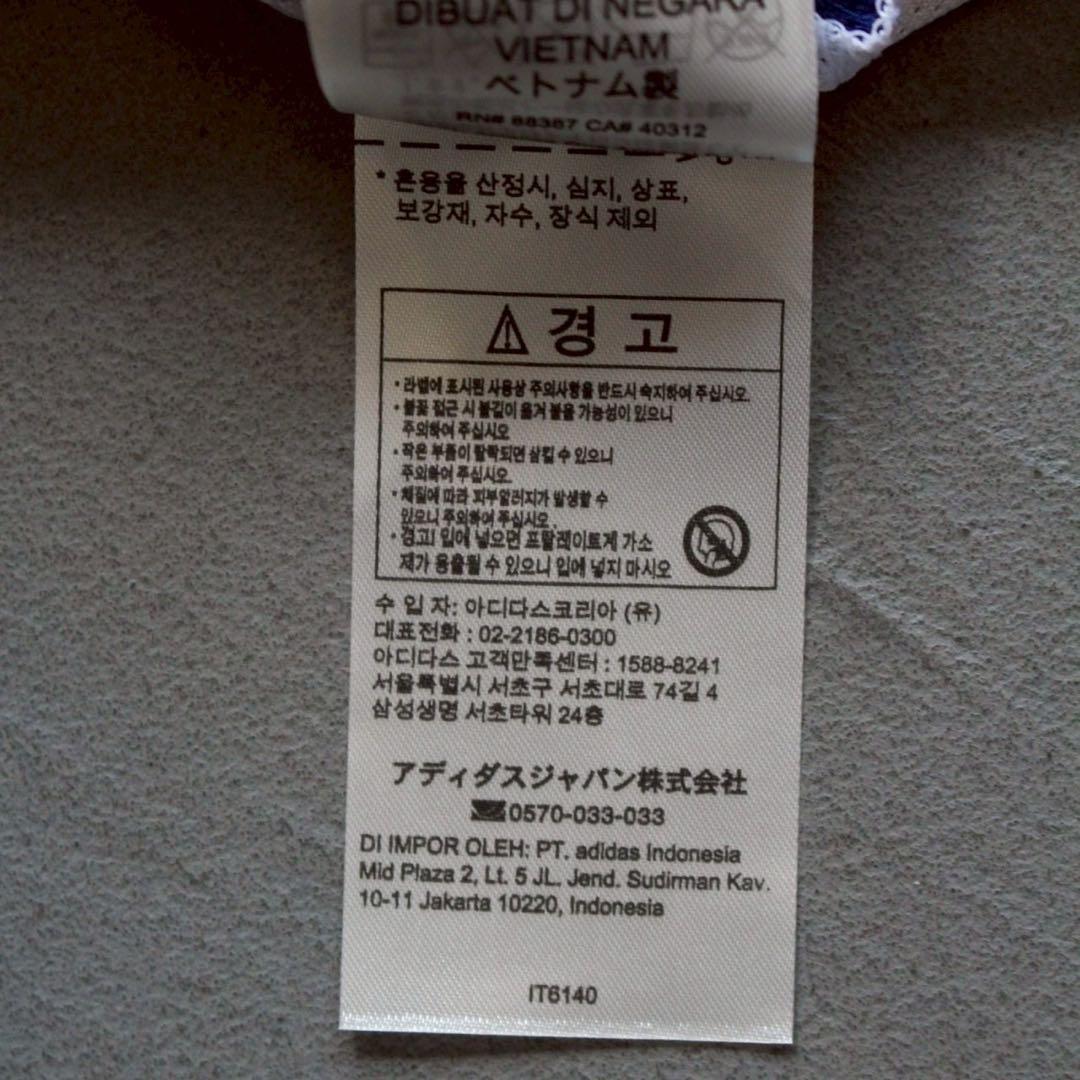 DIBUAT DI NEGARA
VIETNAM
ベトナム製
RN# 88387 CA# 40312
* 혼용율 산정시, 심지, 상표,
보강재, 자수, 장식 제외
경 고
• 라벨에 표시된 사용상 주의사항을 반드시 숙지하여 주십시오.
• 불꽃 접근 시 불길이 옮겨 붙을 가능성이 있으니
주의하여 주십시오
• 작은 부품이 탈락되면 삼킬 수 있으니
주의하여 주십시오.
• 체질에 따라 피부알러지가 발생할 수
있으니 주의하여 주십시오.
• 경고! 입에 넣으면 프탈레이트계 가소
제가 용출될 수 있으니 입에 넣지 마시오
수 입 자: 아디다스코리아 (유)
대표전화 : 02-2186-0300
아디다스 고객만족센터 : 1588-8241
서울특별시 서초구 서초대로 74길 4
삼성생명 서초타워 24층
アディダスジャパン株式会社
0570-033-033
DI IMPOR OLEH: PT. adidas Indonesia
Mid Plaza 2, Lt. 5 JL. Jend. Sudirman Kav.
10-11 Jakarta 10220, Indonesia
IT6140